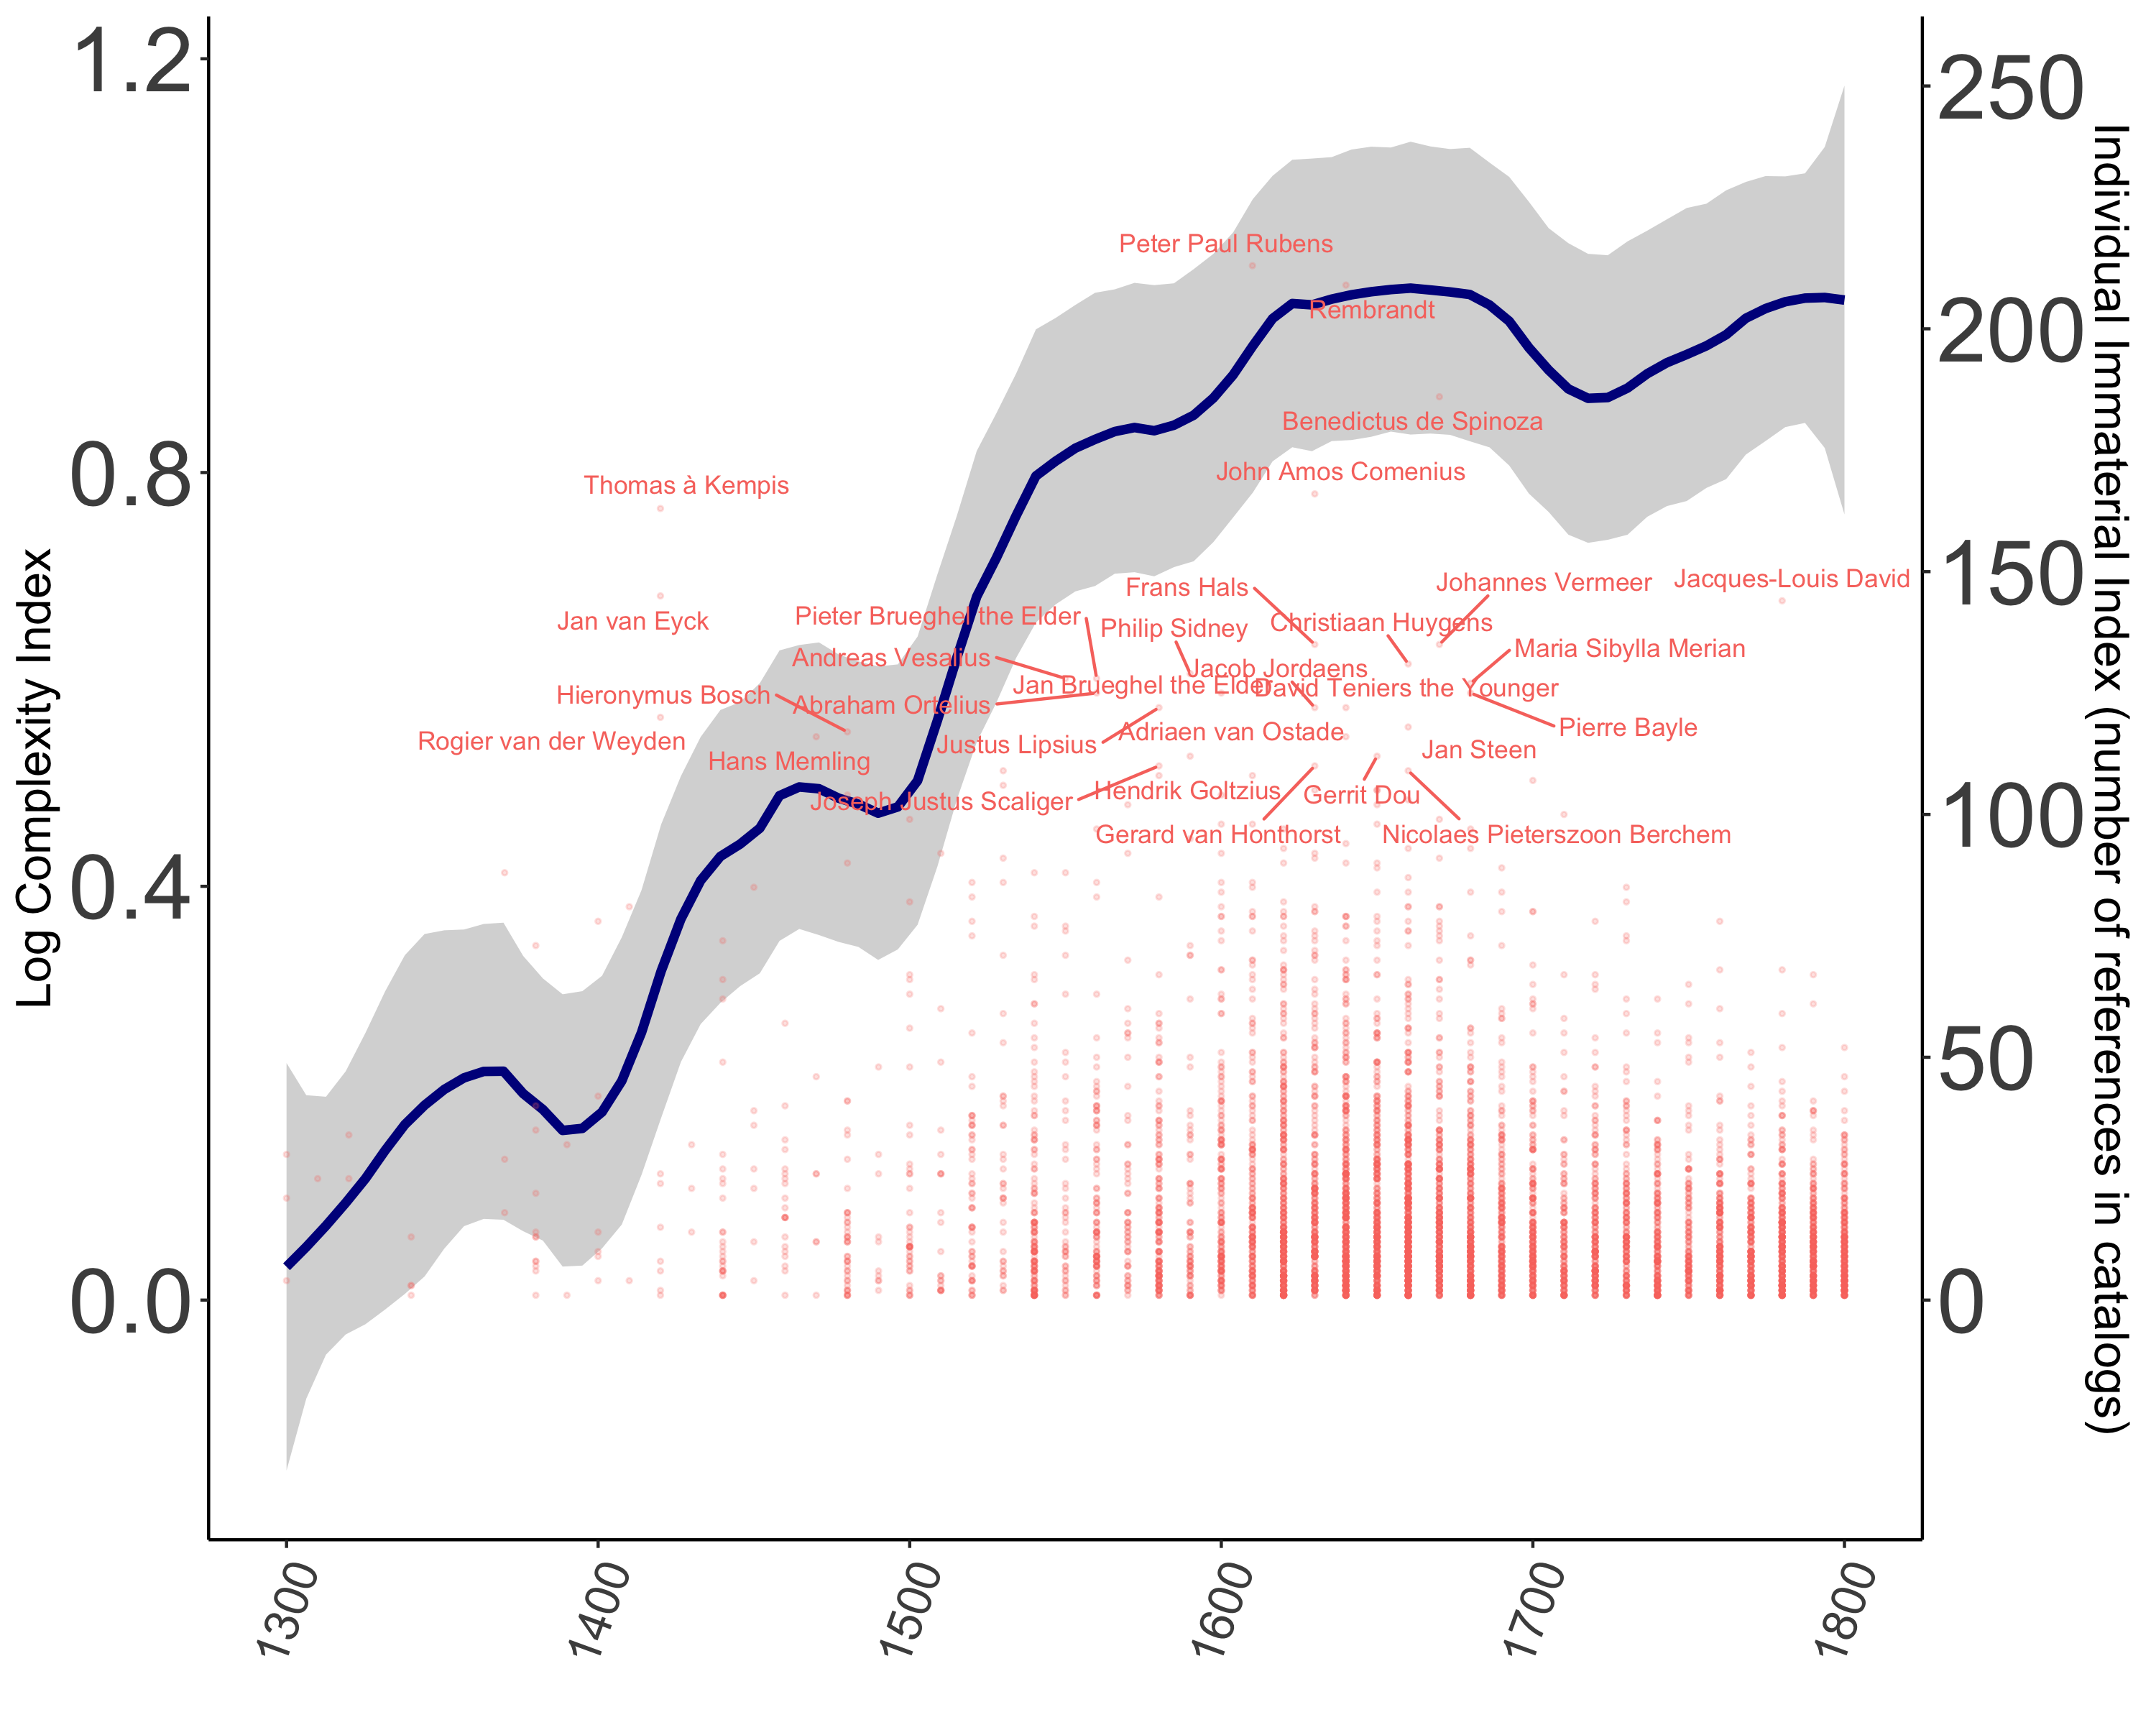 1.2
0.8
0.4
0.0
Log Complexity Index
250
200
150
100
50
0
Individual Immaterial Index (number of references in catalogs)
Peter Paul Rubens
Rembrandt
Benedictus de Spinoza
John Amos Comenius
Thomas à Kempis
Jan van Eyck
Frans Hals
Johannes Vermeer
Jacques-Louis David
Pieter Brueghel the Elder
Philip Sidney
Christiaan Huygens
Andreas Vesalius
Jacob Jordaens
Maria Sibylla Merian
Hieronymus Bosch
Jan Brueghel the Elder
David Teniers the Younger
Abraham Ortelius
Rogier van der Weyden
Justus Lipsius
Adriaen van Ostade
Pierre Bayle
Hans Memling
Jan Steen
Joseph Justus Scaliger
Hendrik Goltzius
Gerrit Dou
Gerard van Honthorst
Nicolaes Pieterszoon Berchem
1300
1400
1500
1600
1700
1800